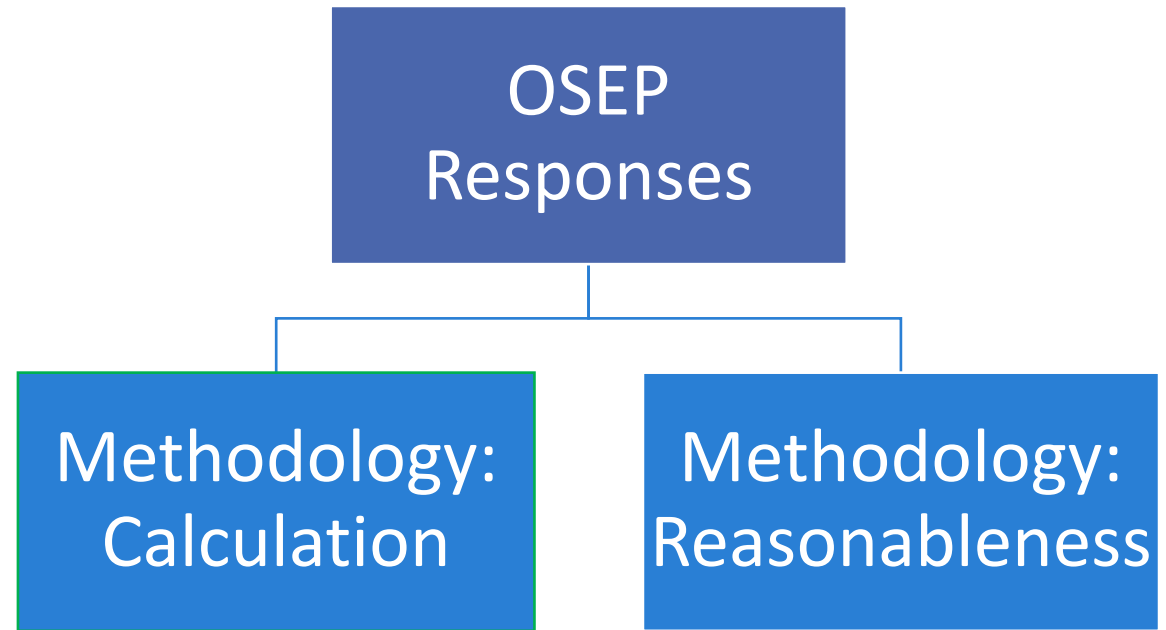 OSEP
Responses
Methodology:
Calculation
Methodology:
Reasonableness